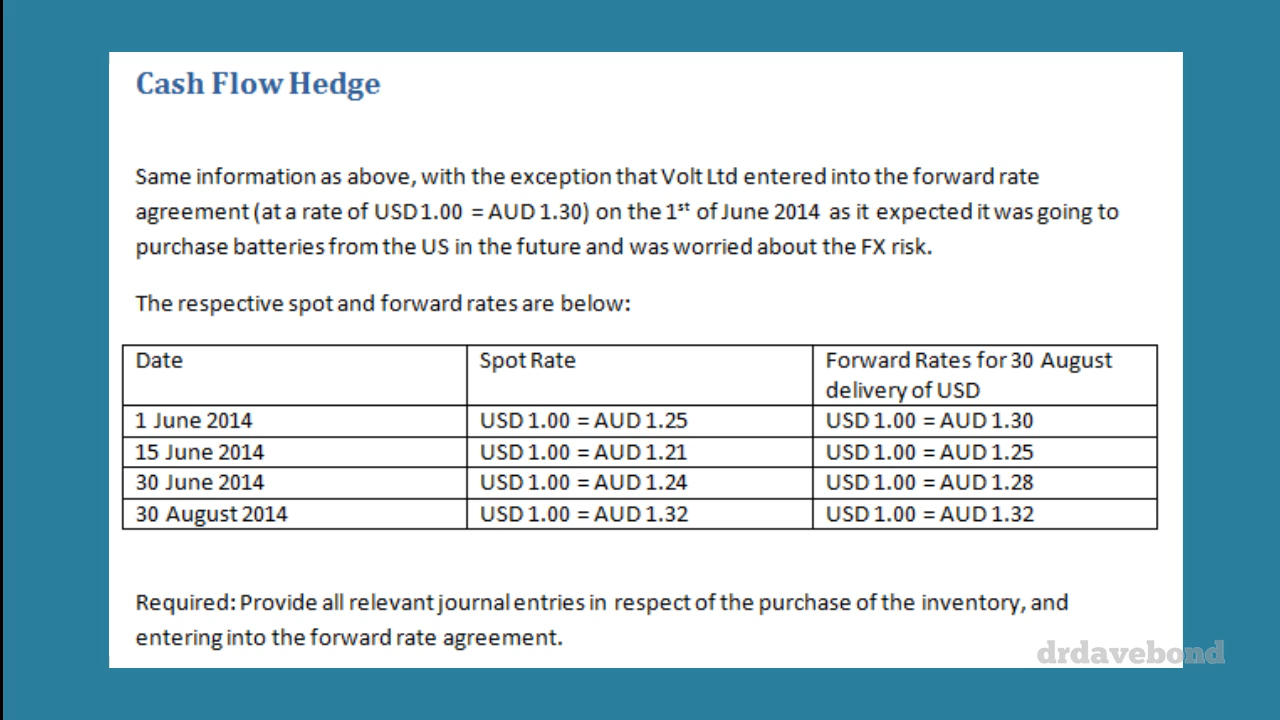 Cash Flow Hedge
Same information as above, with the exception that Volt Ltd entered into the forward rate
agreement (at a rate of USD 1.00 = AUD 1.30) on the 1st of June 2014 as it expected it was going to
purchase batteries from the US in the future and was worried about the FX risk.
The respective spot and forward rates are below:
Date Spot Rate Forward Rates for 30 August
delivery of USD
1 June 2014 USD 1.00 = AUD 1.25 USD 1.00 = AUD 1.30
15 June 2014 USD 1.00 = AUD 1.21 USD 1.00 = AUD 1.25
30 June 2014 USD 1.00 = AUD 1.24 USD 1.00 = AUD 1.28
30 August 2014 USD 1.00 = AUD 1.32 USD 1.00 = AUD 1.32
Required: Provide all relevant journal entries in respect of the purchase of the inventory, and
entering into the forward rate agreement.
drdavebond